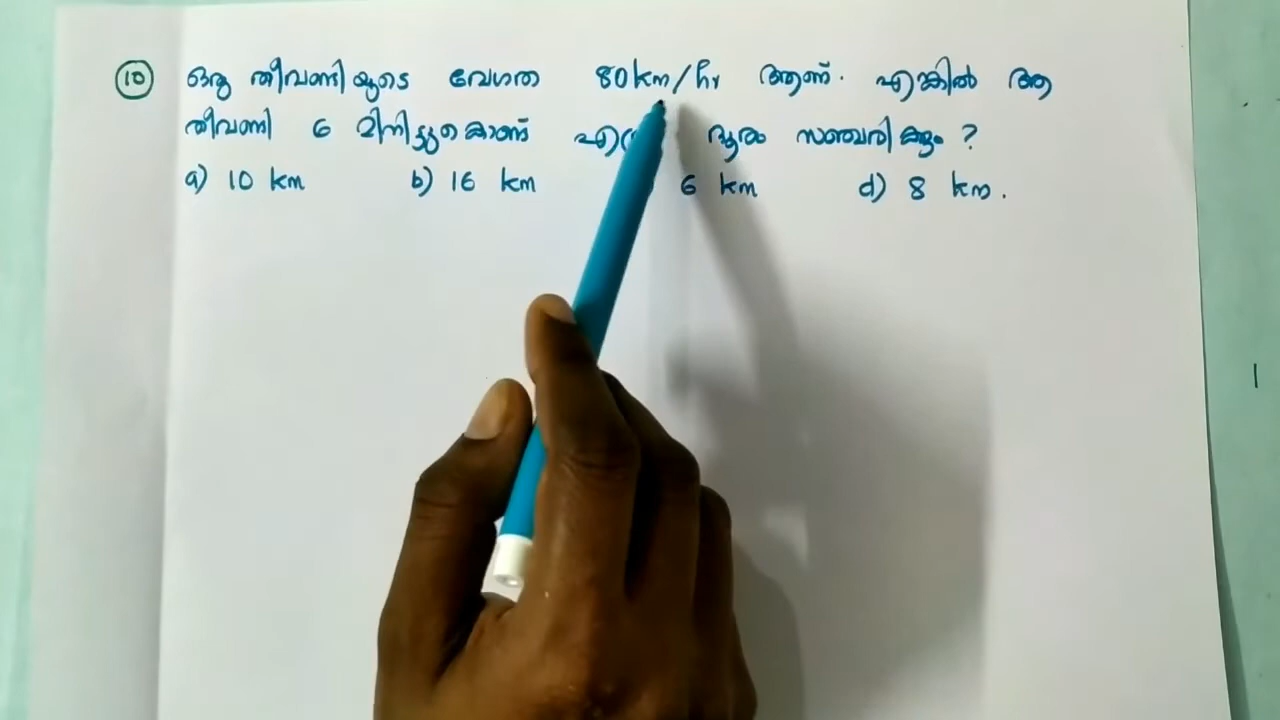 10 ഒരു തീവണ്ടിയുടെ വേഗത 80km/hr ആണ്. എങ്കിൽ ആ
തീവണ്ടി 6 മിനിട്ടുകൊണ്ട് ദൂരം സഞ്ചരിക്കും ?
a) 10 km b) 16 km 6 km d) 8 km.